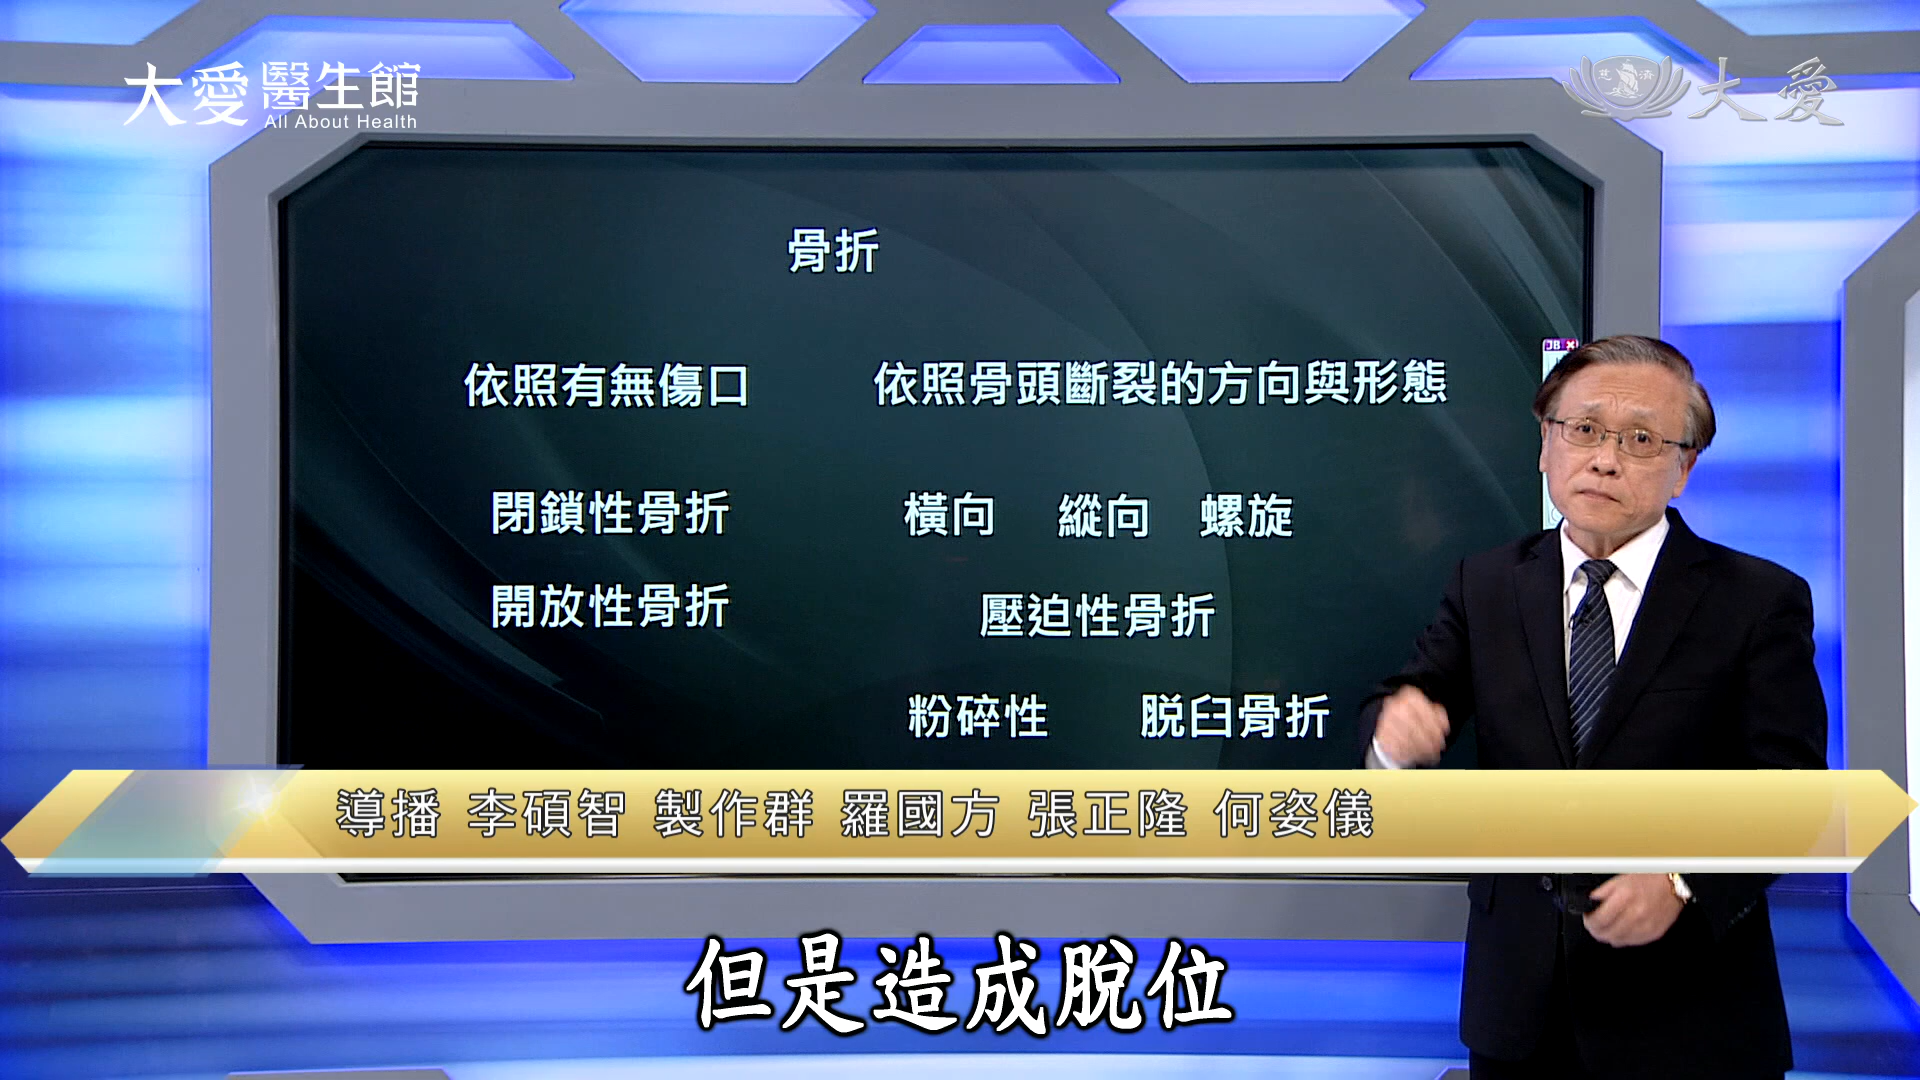 大愛醫生館
All About Health
慈濟
大愛
骨折
依照有無傷口 依照骨頭斷裂的方向與形態
閉鎖性骨折 橫向 縱向 螺旋
開放性骨折 壓迫性骨折
粉碎性 脱臼骨折
JB
導播 李碩智 製作群 羅國方 張正隆 何姿儀
但是造成脫位